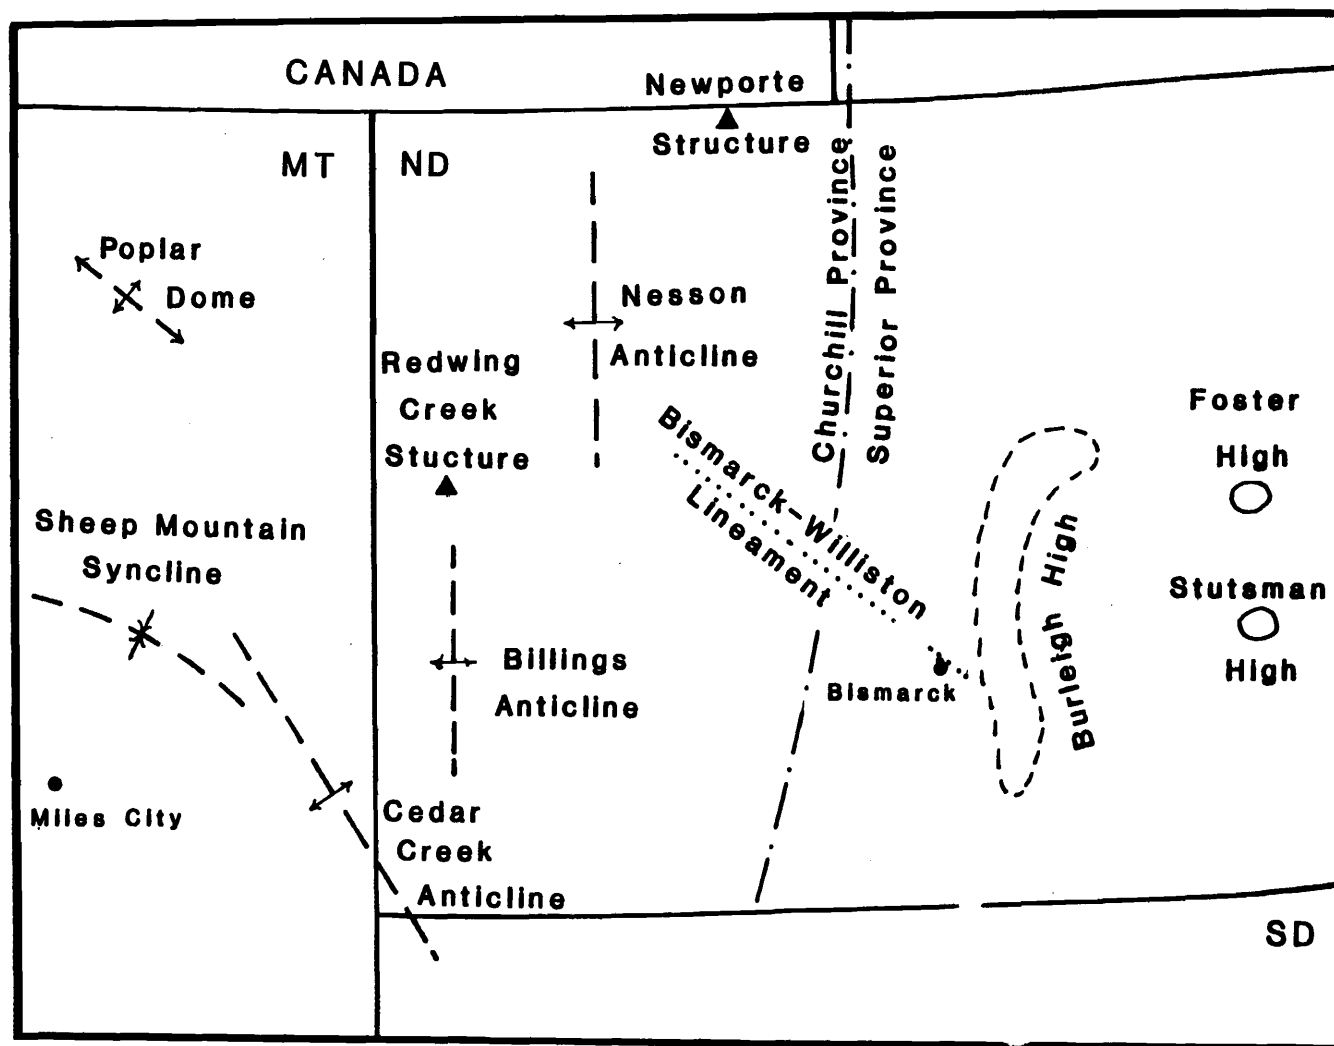 CANADA
Newporte
Structure
MT
ND
Churchill Province
Superior Province
Poplar
Dome
Nesson
Anticline
Redwing
Creek
Stucture
Foster
High
Bismarck-Williston
Lineament
Sheep Mountain
Syncline
Burleigh High
Stutsman
High
Billings
Anticline
Bismarck
Miles City
Cedar
Creek
Anticline
SD